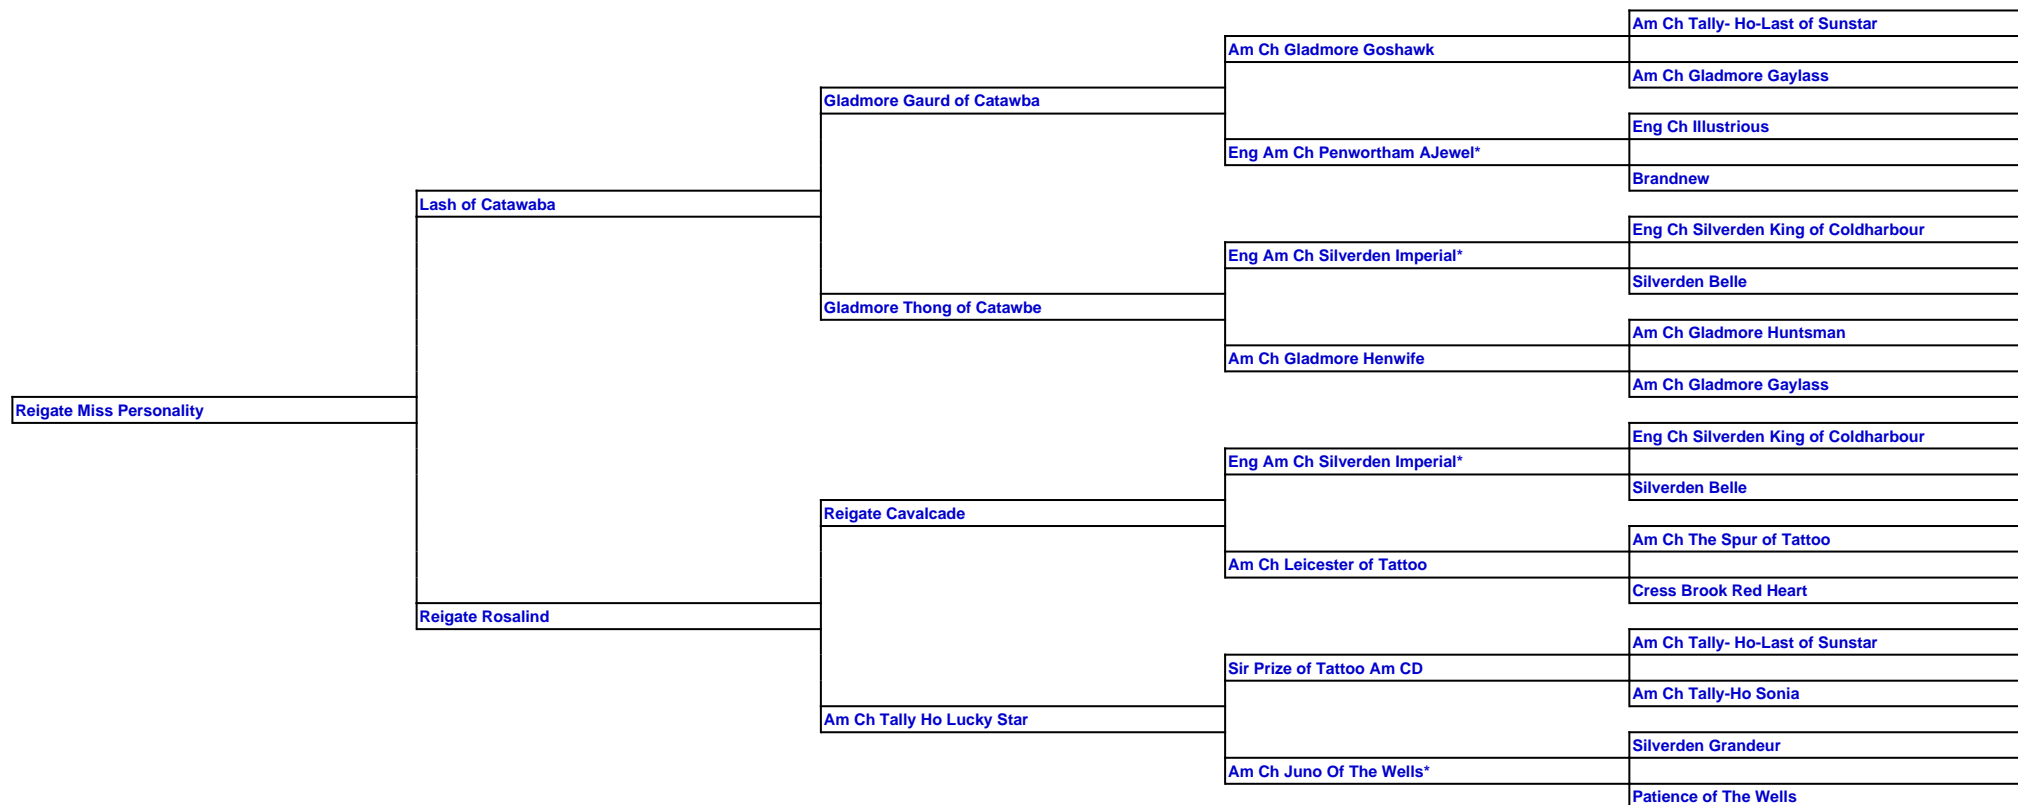 Am Ch Tally- Ho-Last of Sunstar
Am Ch Gladmore Goshawk
Am Ch Gladmore Gaylass
Gladmore Gaurd of Catawba
Eng Ch Illustrious
Eng Am Ch Penwortham AJewel*
Brandnew
Lash of Catawaba
Eng Ch Silverden King of Coldharbour
Eng Am Ch Silverden Imperial*
Silverden Belle
Gladmore Thong of Catawbe
Am Ch Gladmore Huntsman
Am Ch Gladmore Henwife
Am Ch Gladmore Gaylass
Reigate Miss Personality
Eng Ch Silverden King of Coldharbour
Eng Am Ch Silverden Imperial*
Silverden Belle
Reigate Cavalcade
Am Ch The Spur of Tattoo
Am Ch Leicester of Tattoo
Cress Brook Red Heart
Reigate Rosalind
Am Ch Tally- Ho-Last of Sunstar
Sir Prize of Tattoo Am CD
Am Ch Tally-Ho Sonia
Am Ch Tally Ho Lucky Star
Silverden Grandeur
Am Ch Juno Of The Wells*
Patience of The Wells